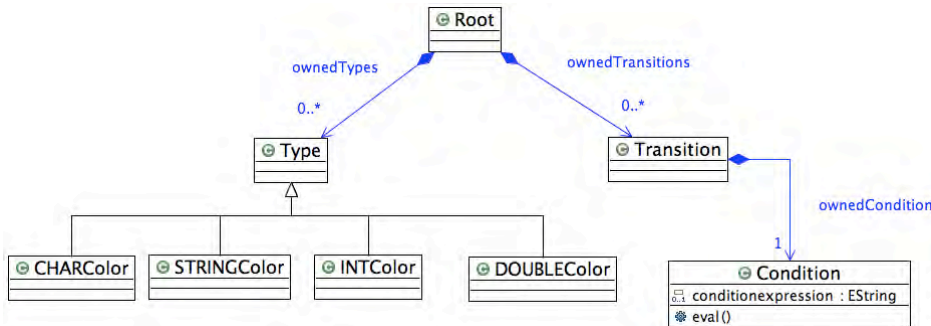 Root
ownedTypes
ownedTransitions
0..*
0..*
Type
Transition
ownedCondition
1
CHARColor
STRINGColor
INTColor
DOUBLEColor
Condition
0..1 conditionexpression : EString
eval()